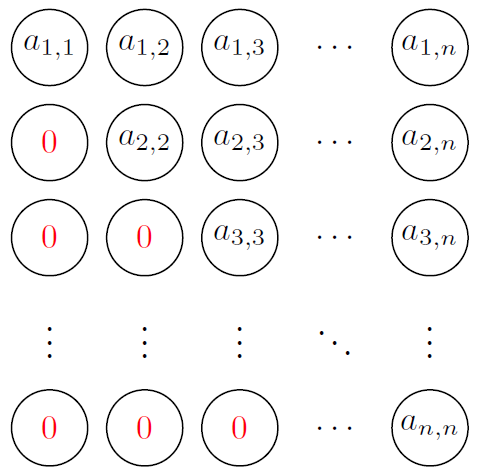 a1,1 a1,2 a1,3 ⋯ a1,n
0 a2,2 a2,3 ⋯ a2,n
0 0 a3,3 ⋯ a3,n
⋮ ⋮ ⋮ ⋱ ⋮
0 0 0 ⋯ an,n